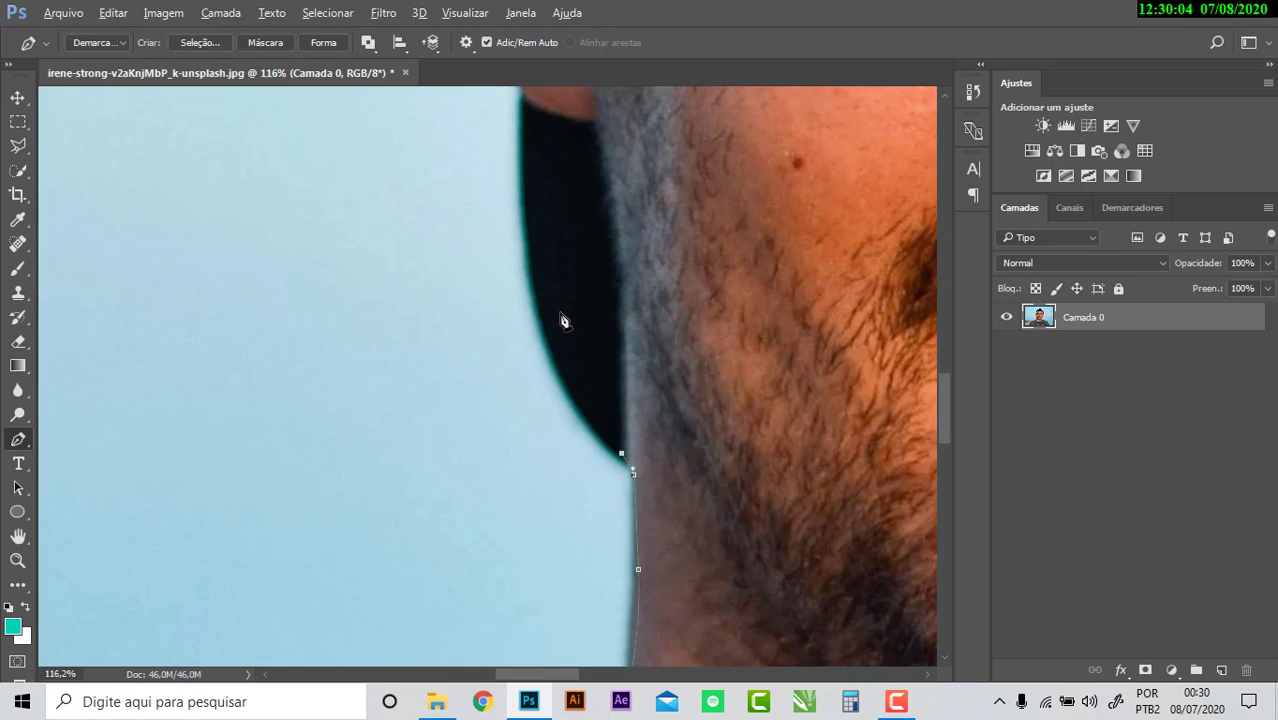 Ps Arquivo Editar Imagem Camada Texto Selecionar Filtro 3D Visualizar Janela Ajuda
12:30:04 07/08/2020
Demarca... Criar: Seleção... Máscara Forma Adic/Rem Auto Alinhar arestas
irene-strong-v2aKnjMbP_k-unsplash.jpg @ 116% (Camada 0, RGB/8*) * ×
Ajustes
Adicionar um ajuste
Camadas Canais Demarcadores
Tipo
Normal Opacidade: 100%
Bloq.: Preen.: 100%
Camada 0
116,2% Doc: 46,0M/46,0M
Digite aqui para pesquisar
Ps Ai Ae
POR
PTB2
00:30
08/07/2020